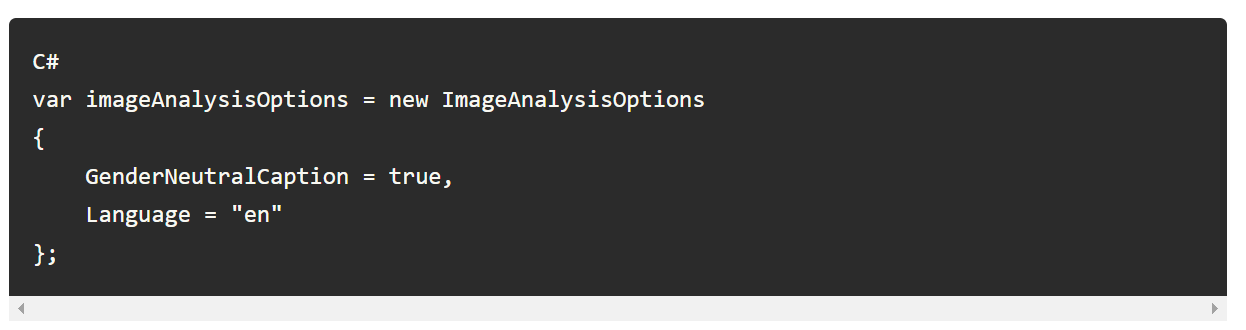 C#
var imageAnalysisOptions = new ImageAnalysisOptions
{
    GenderNeutralCaption = true,
    Language = "en"
};